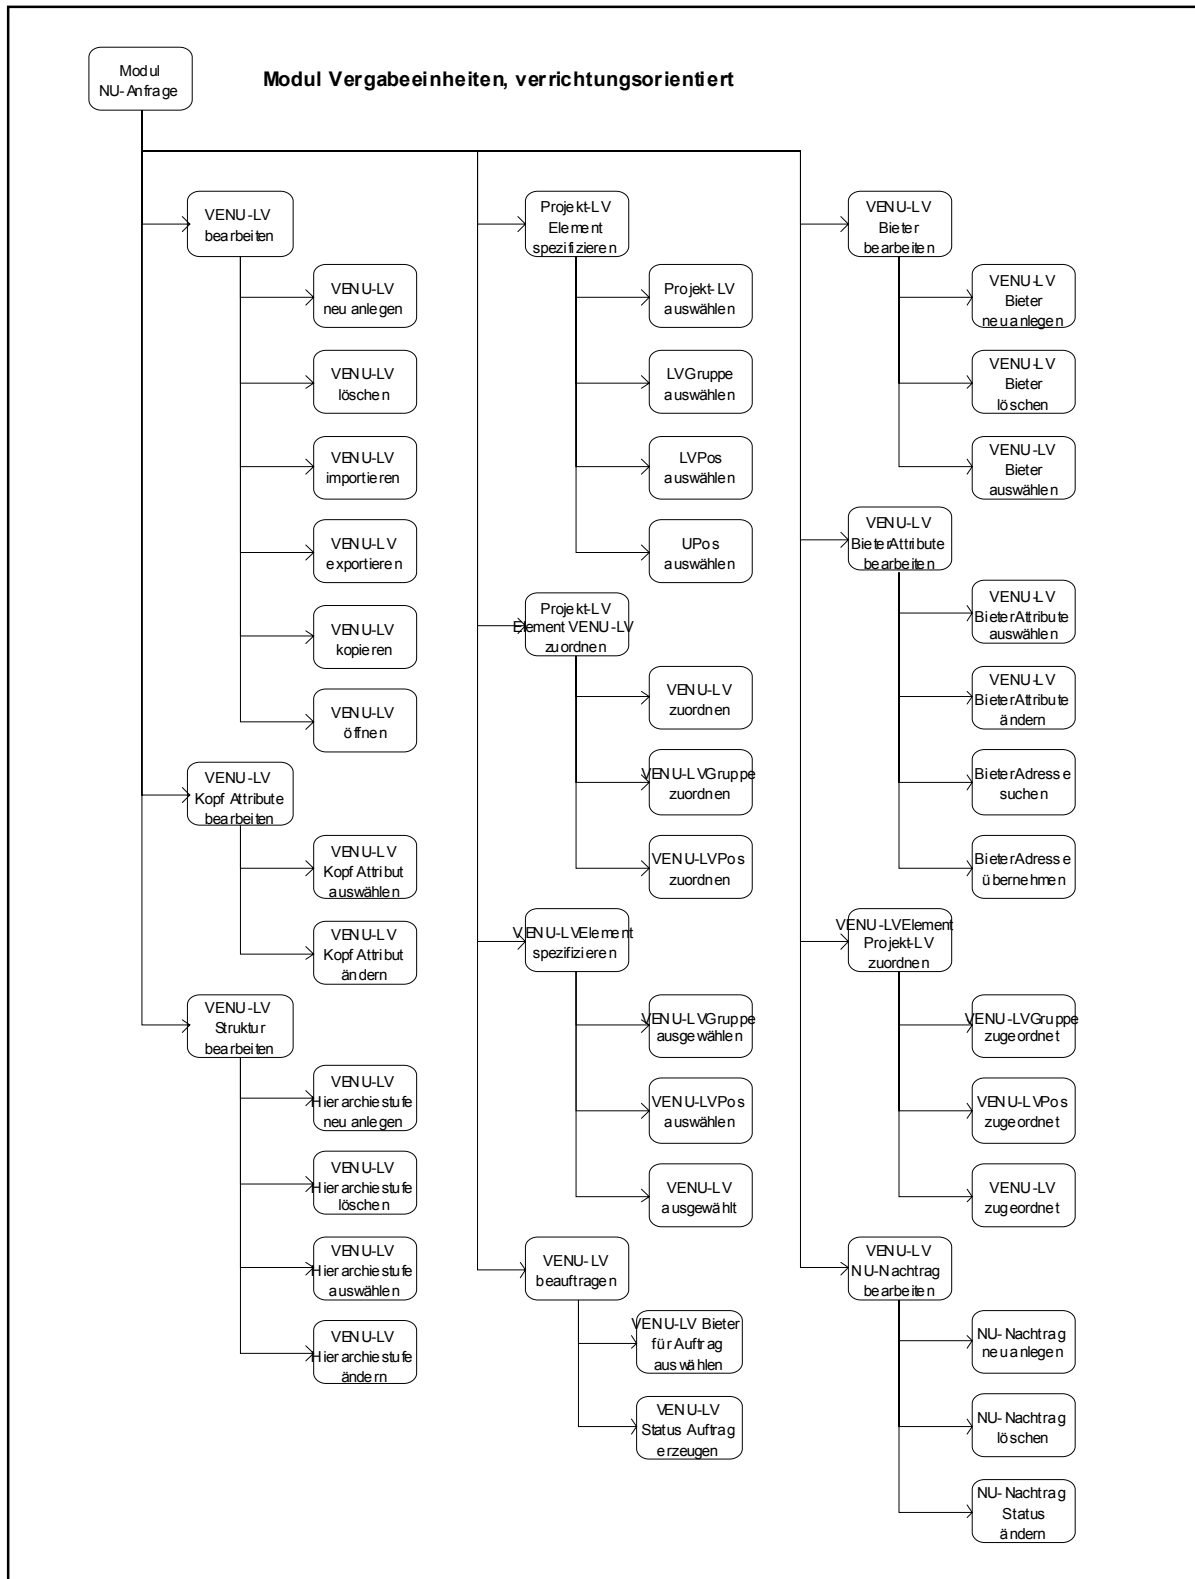 Modul
NU-Anfrage
Modul Vergabeeinheiten, verrichtungsorientiert
VENU-LV
bearbeiten
VENU-LV
neu anlegen
VENU-LV
löschen
VENU-LV
importieren
VENU-LV
exportieren
VENU-LV
kopieren
VENU-LV
öffnen
VENU-LV
Kopf Attribute
bearbeiten
VENU-LV
Kopf Attribut
auswählen
VENU-LV
Kopf Attribut
ändern
VENU-LV
Struktur
bearbeiten
VENU-LV
Hierarchiestufe
neu anlegen
VENU-LV
Hierarchiestufe
löschen
VENU-LV
Hierarchiestufe
auswählen
VENU-LV
Hierarchiestufe
ändern
Projekt-LV
Element
spezifizieren
Projekt-LV
auswählen
LVGruppe
auswählen
LVPos
auswählen
UPos
auswählen
Projekt-LV
Element VENU-LV
zuordnen
VENU-LV
zuordnen
VENU-LVGruppe
zuordnen
VENU-LVPos
zuordnen
VENU-LVElement
spezifizieren
VENU-LVGruppe
ausgewählen
VENU-LVPos
auswählen
VENU-LV
ausgewählt
VENU-LV
beauftragen
VENU-LV Bieter
für Auftrag
auswählen
VENU-LV
Status Auftrag
erzeugen
VENU-LV
Bieter
bearbeiten
VENU-LV
Bieter
neuanlegen
VENU-LV
Bieter
löschen
VENU-LV
Bieter
auswählen
VENU-LV
BieterAttribute
bearbeiten
VENU-LV
BieterAttribute
auswählen
VENU-LV
BieterAttribute
ändern
BieterAdresse
suchen
BieterAdresse
übernehmen
VENU-LVElement
Projekt-LV
zuordnen
VENU-LVGruppe
zugeordnet
VENU-LVPos
zugeordnet
VENU-LV
zugeordnet
VENU-LV
NU-Nachtrag
bearbeiten
NU-Nachtrag
neuanlegen
NU-Nachtrag
löschen
NU-Nachtrag
Status
ändern